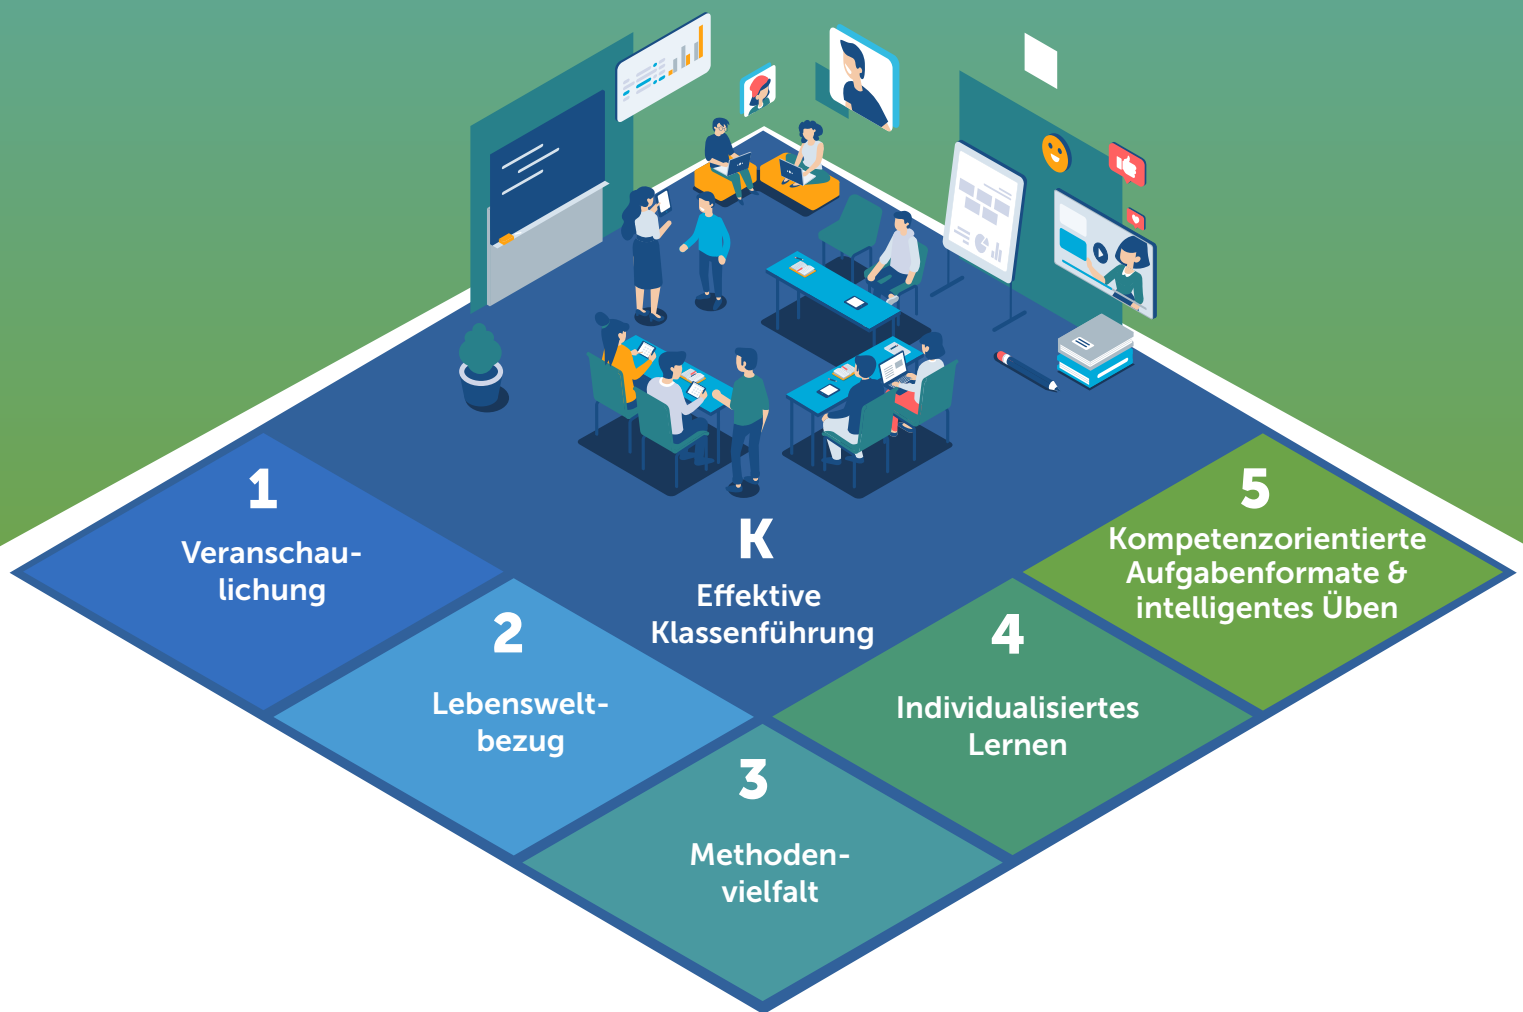 1
Veranschau-
lichung
2
Lebenswelt-
bezug
3
Methoden-
vielfalt
K
Effektive
Klassenführung
4
Individualisiertes
Lernen
5
Kompetenzorientierte
Aufgabenformate &
intelligentes Üben